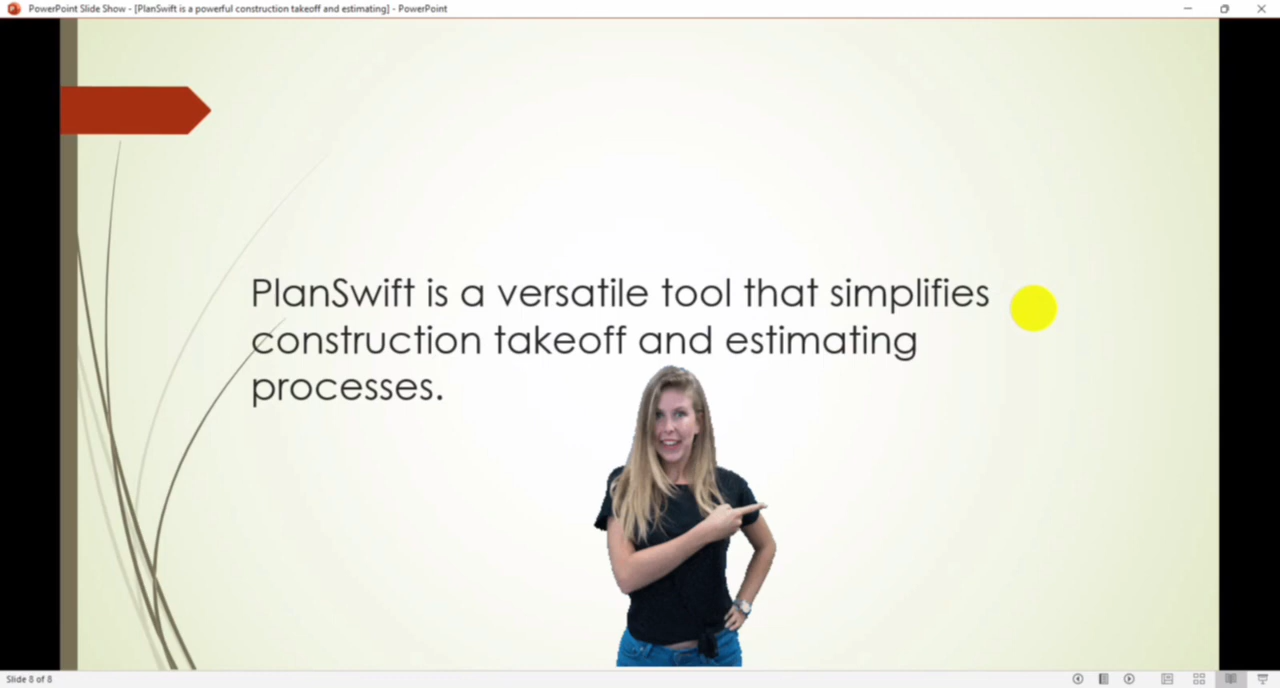 PowerPoint Slide Show - [PlanSwift is a powerful construction takeoff and estimating] - PowerPoint
PlanSwift is a versatile tool that simplifies
construction takeoff and estimating
processes.
Slide 8 of 8